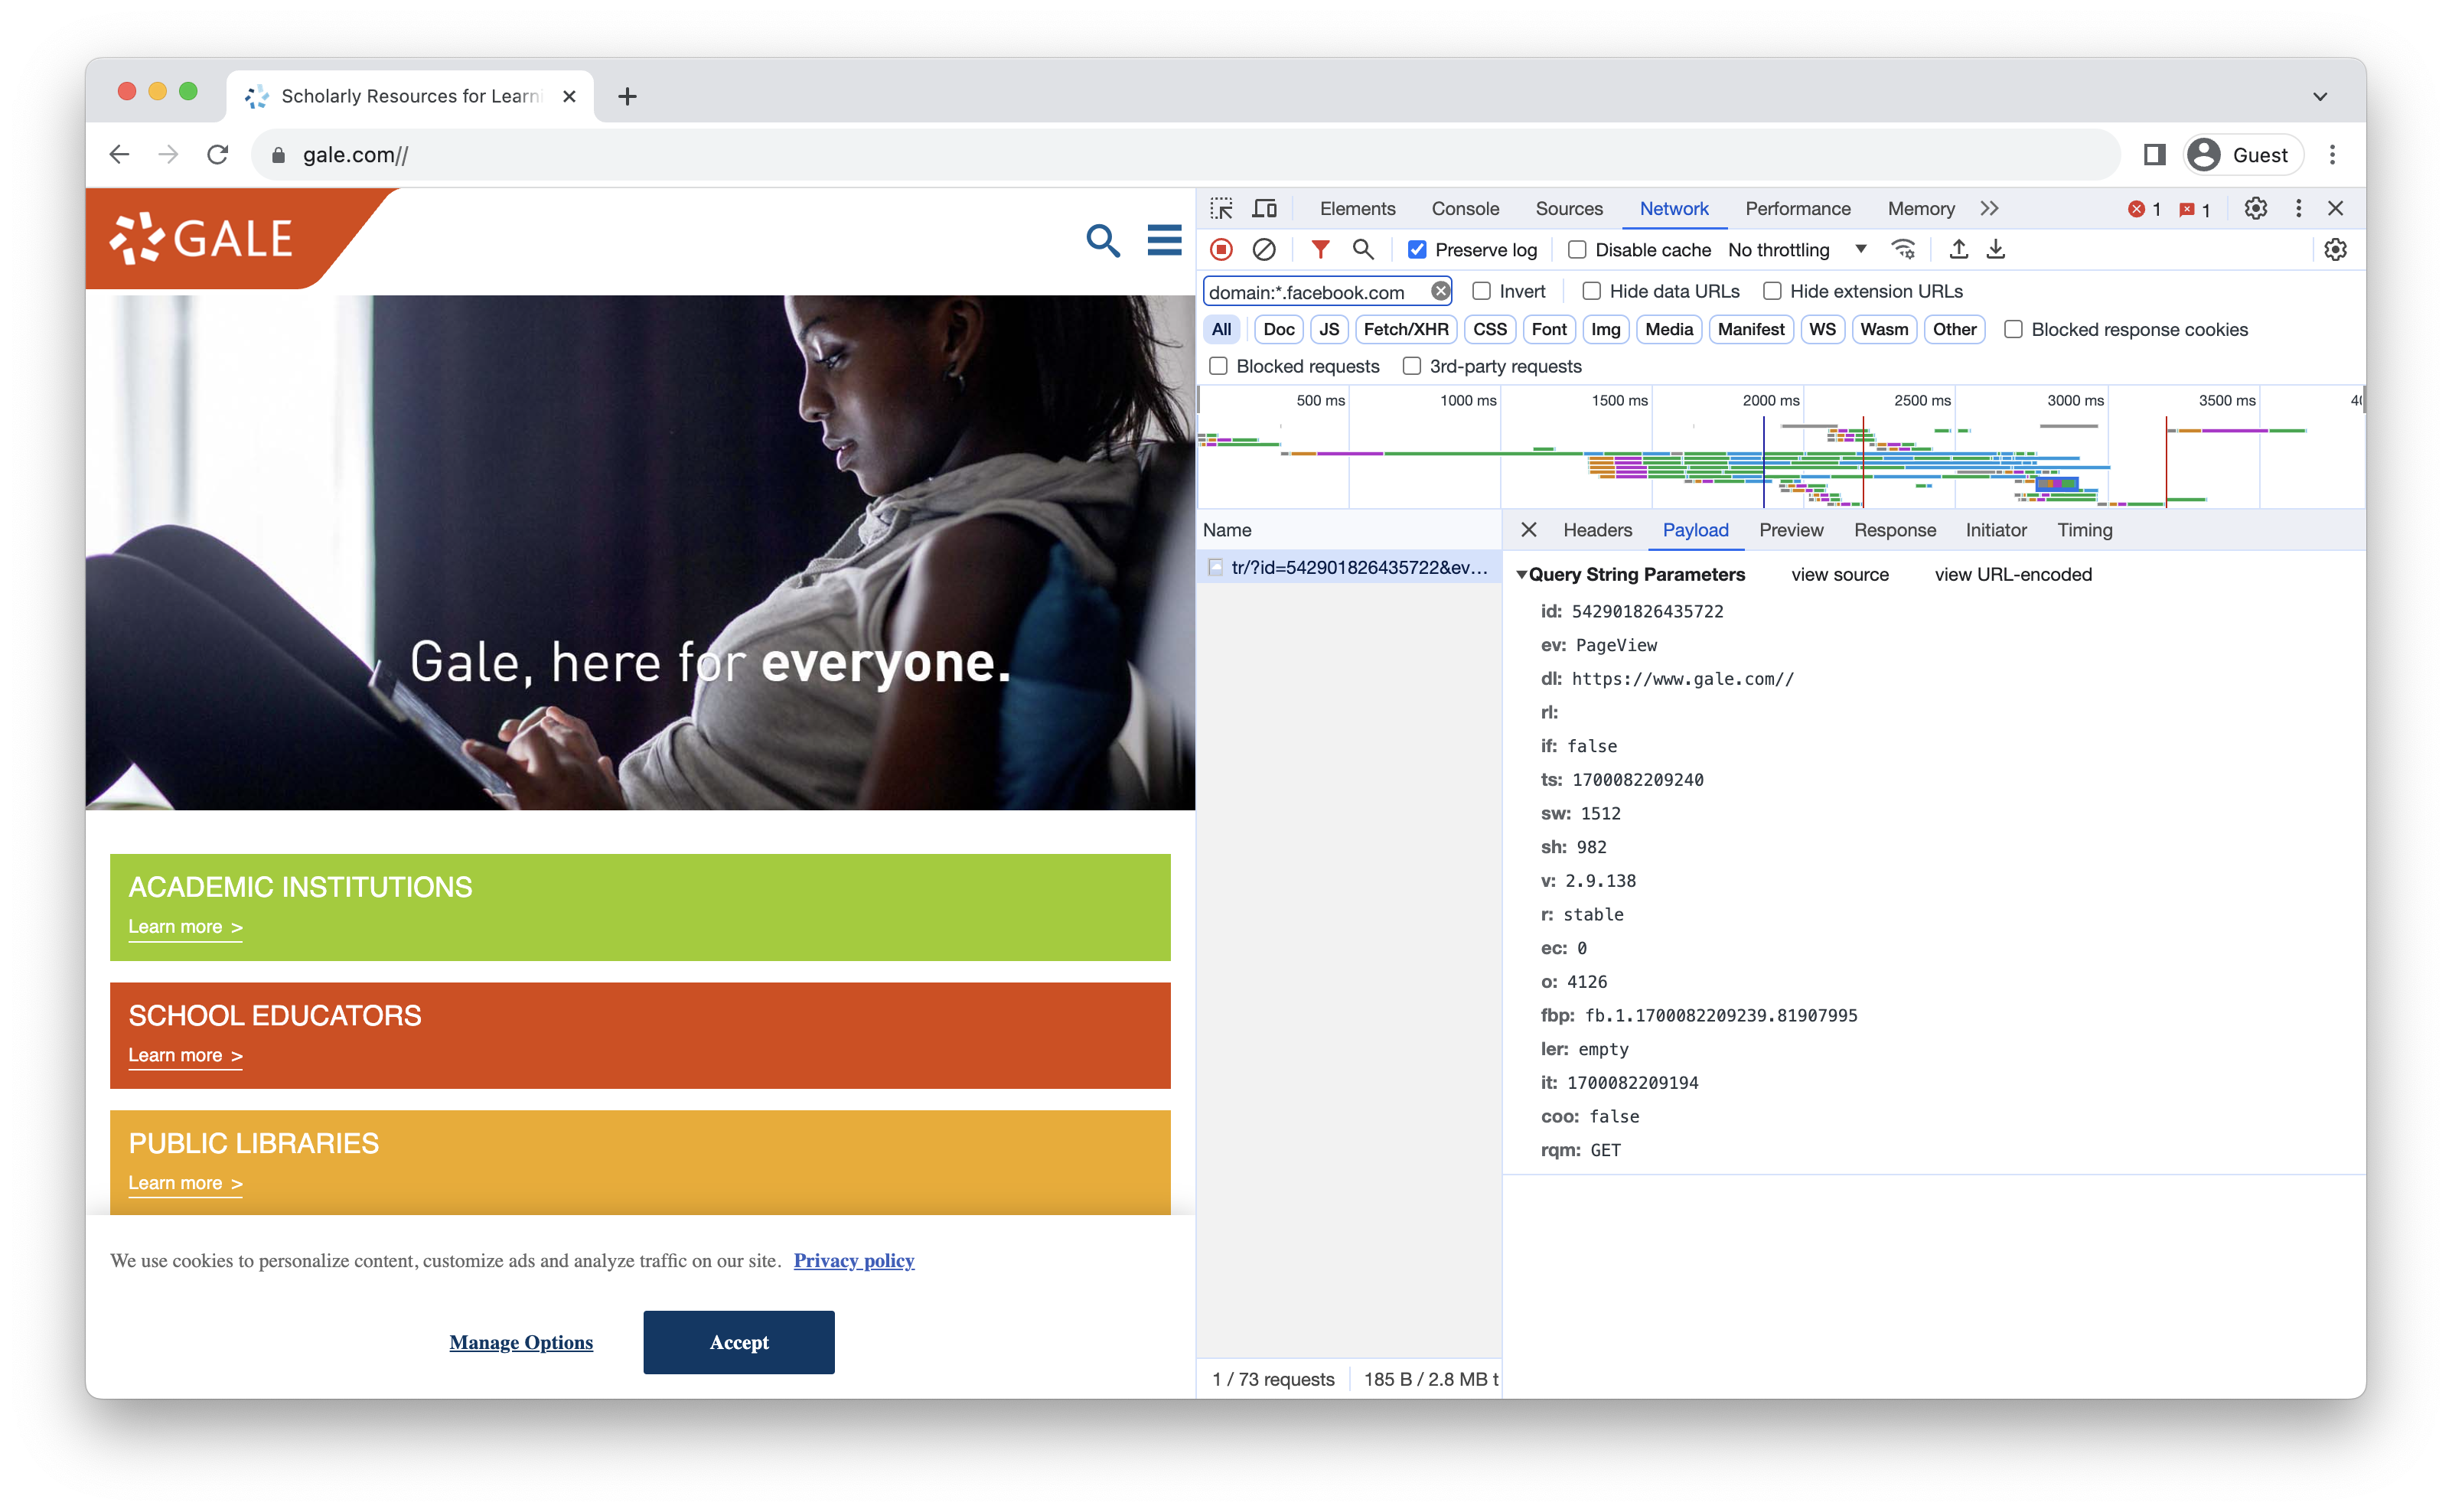 Scholarly Resources for Learni
gale.com//
Guest
GALE
Gale, here for everyone.
ACADEMIC INSTITUTIONS
Learn more >
SCHOOL EDUCATORS
Learn more >
PUBLIC LIBRARIES
Learn more >
We use cookies to personalize content, customize ads and analyze traffic on our site. Privacy policy
Manage Options Accept
Elements Console Sources Network Performance Memory 1 1
Preserve log Disable cache No throttling
domain:*.facebook.com Invert Hide data URLs Hide extension URLs
All Doc JS Fetch/XHR CSS Font Img Media Manifest WS Wasm Other Blocked response cookies
Blocked requests 3rd-party requests
500 ms 1000 ms 1500 ms 2000 ms 2500 ms 3000 ms 3500 ms
Name
tr/?id=542901826435722&ev…
1 / 73 requests 185 B / 2.8 MB t
Headers Payload Preview Response Initiator Timing
Query String Parameters view source view URL-encoded
id: 542901826435722
ev: PageView
dl: https://www.gale.com//
rl:
if: false
ts: 1700082209240
sw: 1512
sh: 982
v: 2.9.138
r: stable
ec: 0
o: 4126
fbp: fb.1.1700082209239.81907995
ler: empty
it: 1700082209194
coo: false
rqm: GET